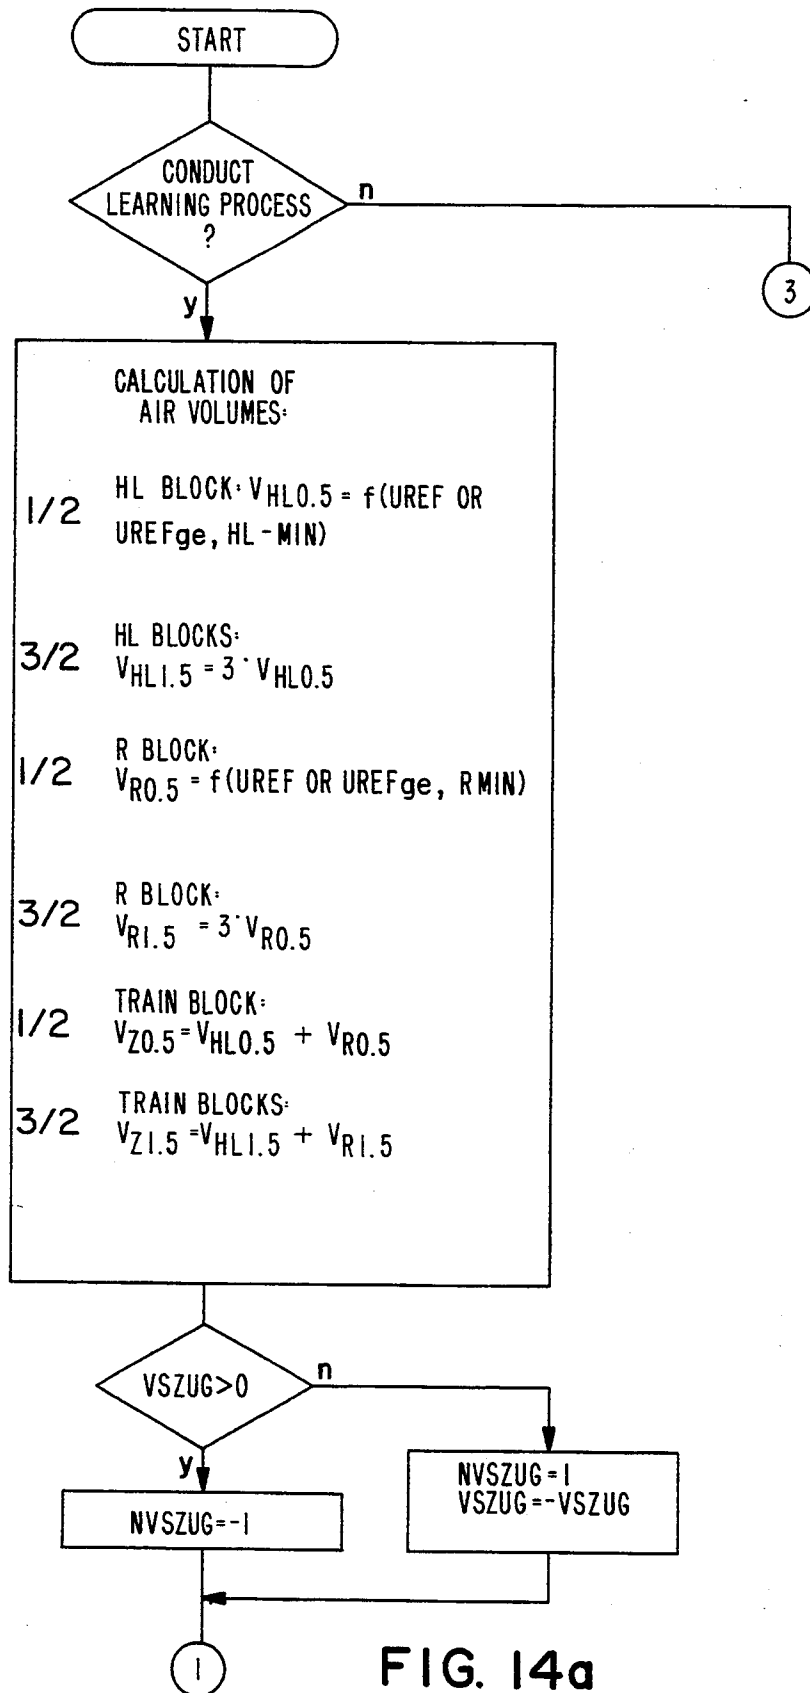 START
CONDUCT
LEARNING PROCESS
?
n
3
y
CALCULATION OF
AIR VOLUMES:
1/2 HL BLOCK: VHL0.5 = f(UREF OR
UREFge, HL-MIN)
3/2 HL BLOCKS:
VHL1.5 = 3·VHL0.5
1/2 R BLOCK:
VR0.5 = f(UREF OR UREFge, RMIN)
3/2 R BLOCK:
VR1.5 = 3·VR0.5
1/2 TRAIN BLOCK:
VZ0.5=VHL0.5 + VR0.5
3/2 TRAIN BLOCKS:
VZ1.5=VHL1.5 + VR1.5
VSZUG>0
n
y
NVSZUG=1
VSZUG=-VSZUG
NVSZUG=-1
1
FIG. 14a